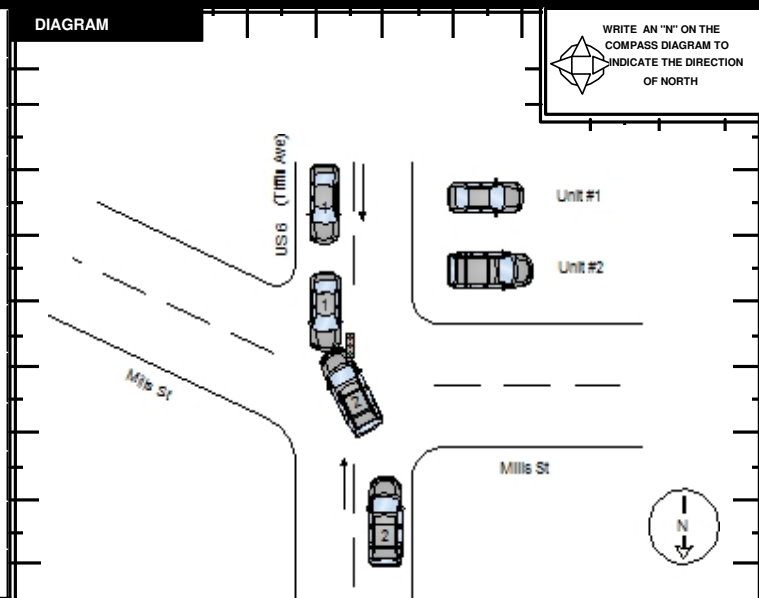 DIAGRAM
WRITE AN "N" ON THE
COMPASS DIAGRAM TO
INDICATE THE DIRECTION
OF NORTH
US 6 (Tiffin Ave)
1
Unit #1
Unit #2
1
2
Mills St
Mills St
2
N